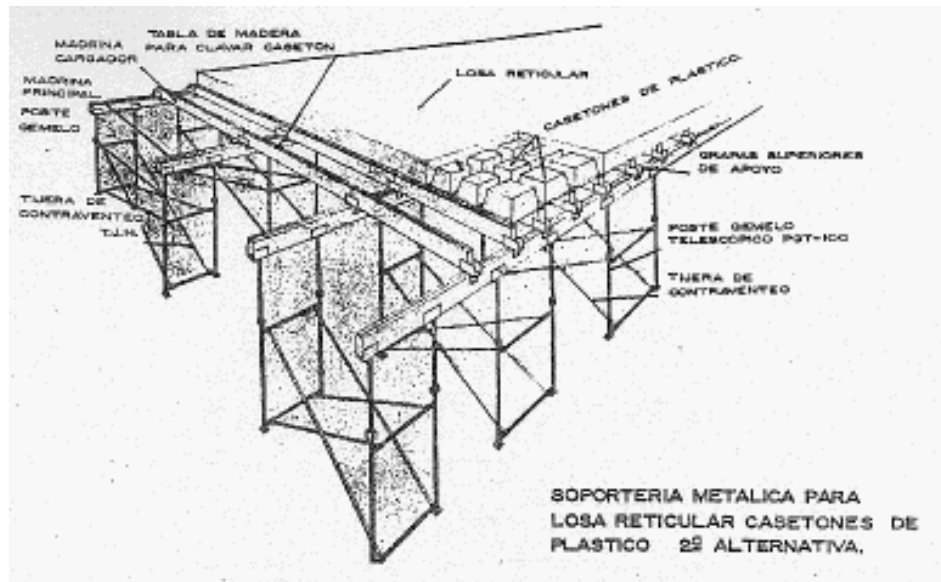 TABLA DE MADERA
PARA CLAVAR CASETON
MADRINA
CARGADOR
LOSA RETICULAR
CASETONES DE PLASTICO
MADRINA
PRINCIPAL
POSTE
GEMELO
GRAPAS SUPERIORES
DE APOYO
TIJERA DE
CONTRAVENTEO
T.I.H.
POSTE GEMELO
TELESCOPICO PGT-100
TIJERA DE
CONTRAVENTEO
SOPORTERIA METALICA PARA
LOSA RETICULAR CASETONES DE
PLASTICO 2ª ALTERNATIVA.